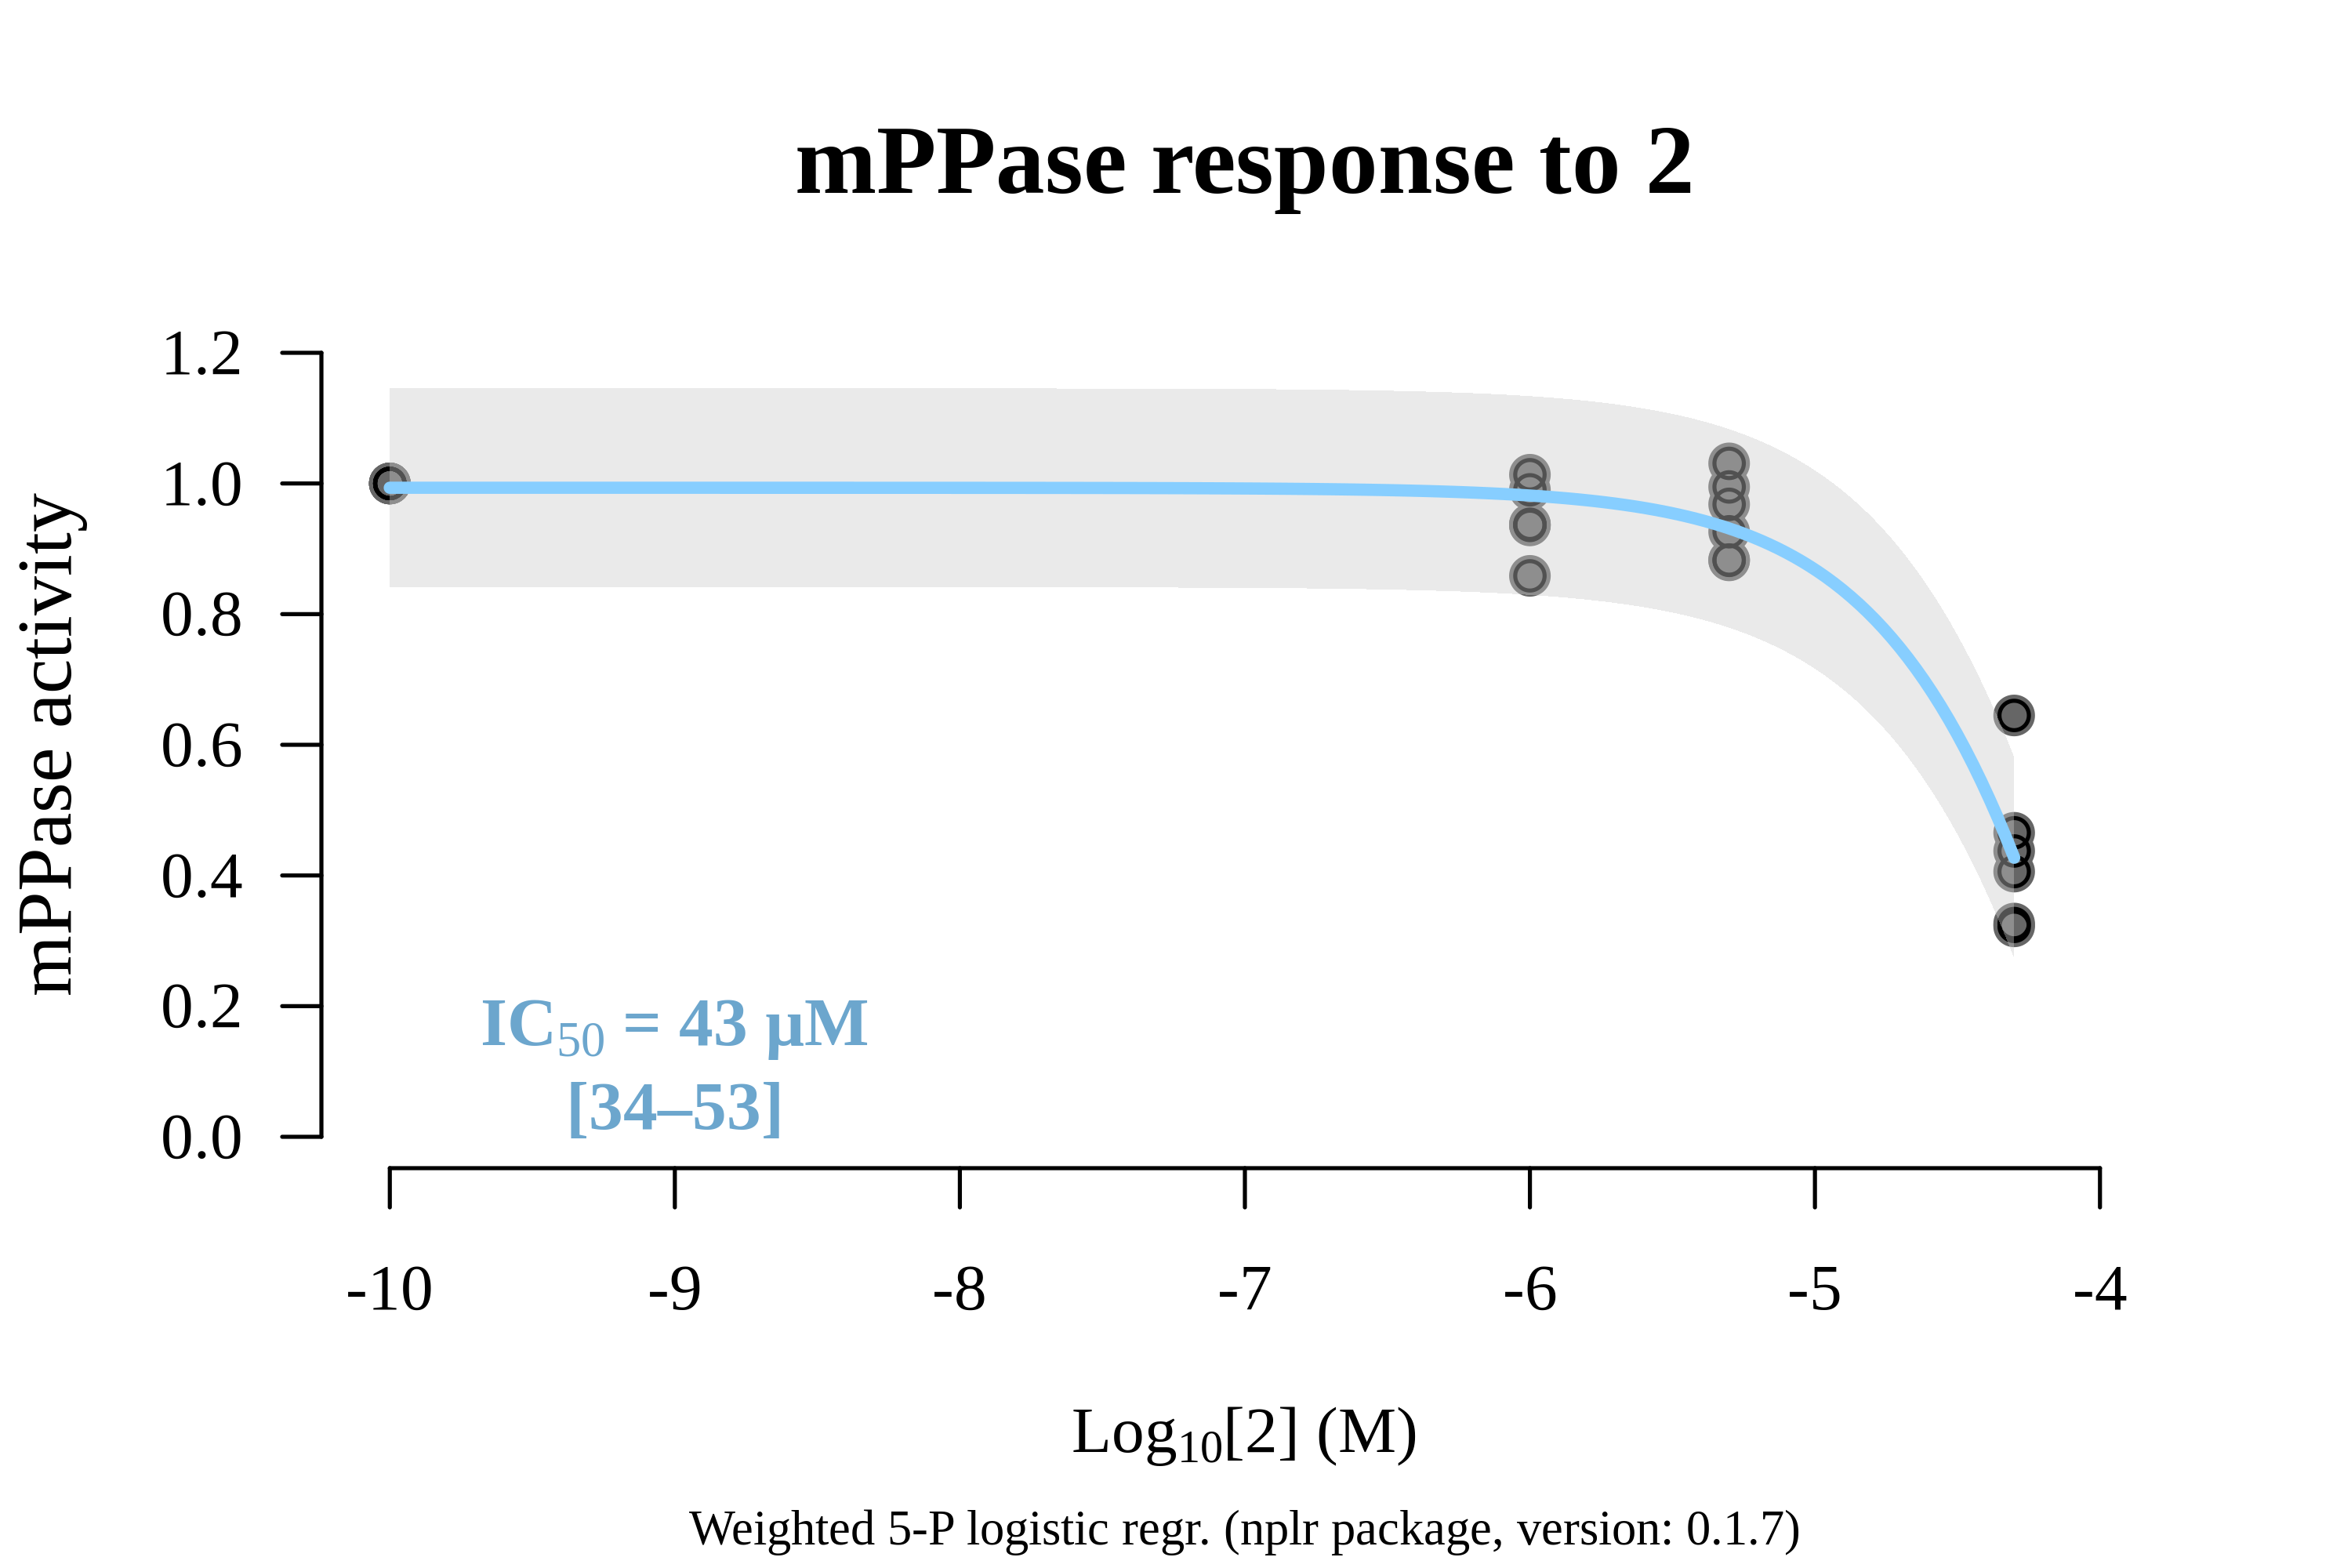 mPPase response to 2
mPPase activity
1.2
1.0
0.8
0.6
0.4
0.2
0.0
IC50 = 43 µM
[34–53]
-10 -9 -8 -7 -6 -5 -4
Log10[2] (M)
Weighted 5-P logistic regr. (nplr package, version: 0.1.7)